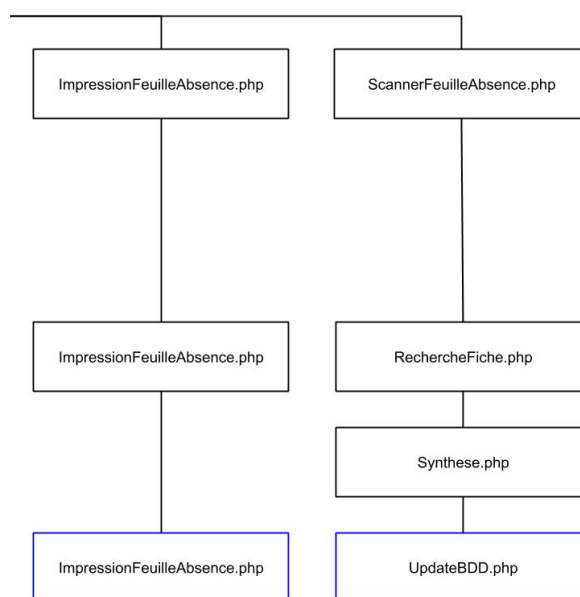 ImpressionFeuilleAbsence.php
ScannerFeuilleAbsence.php
ImpressionFeuilleAbsence.php
RechercheFiche.php
Synthese.php
ImpressionFeuilleAbsence.php
UpdateBDD.php